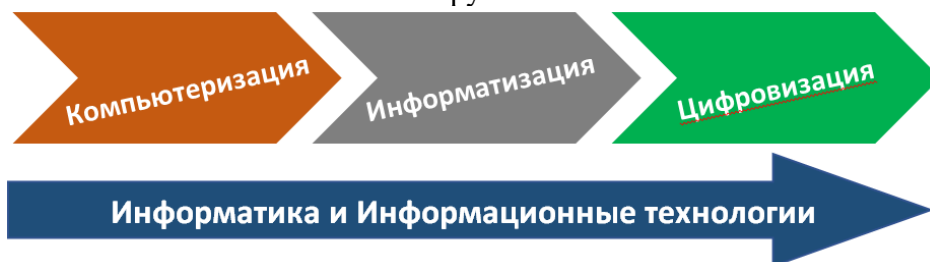 Компьютеризация
Информатизация
Цифровизация
Информатика и Информационные технологии